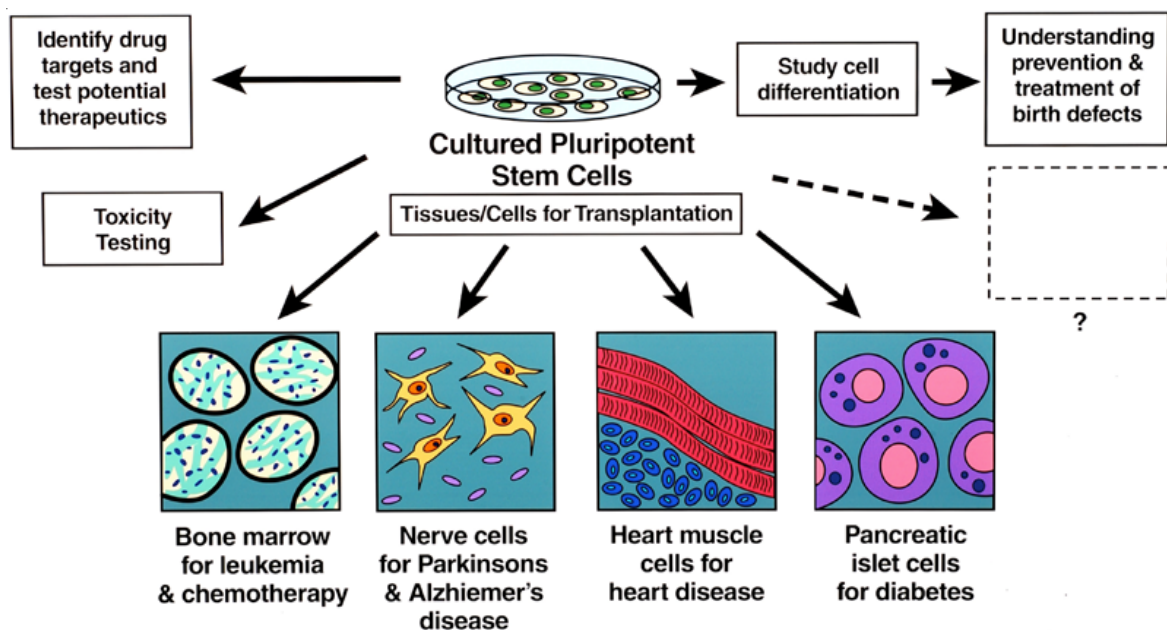 Identify drug
targets and
test potential
therapeutics
Cultured Pluripotent
Stem Cells
Study cell
differentiation
Understanding
prevention &
treatment of
birth defects
Toxicity
Testing
Tissues/Cells for Transplantation
?
Bone marrow
for leukemia
& chemotherapy
Nerve cells
for Parkinsons
& Alzhiemer's
disease
Heart muscle
cells for
heart disease
Pancreatic
islet cells
for diabetes